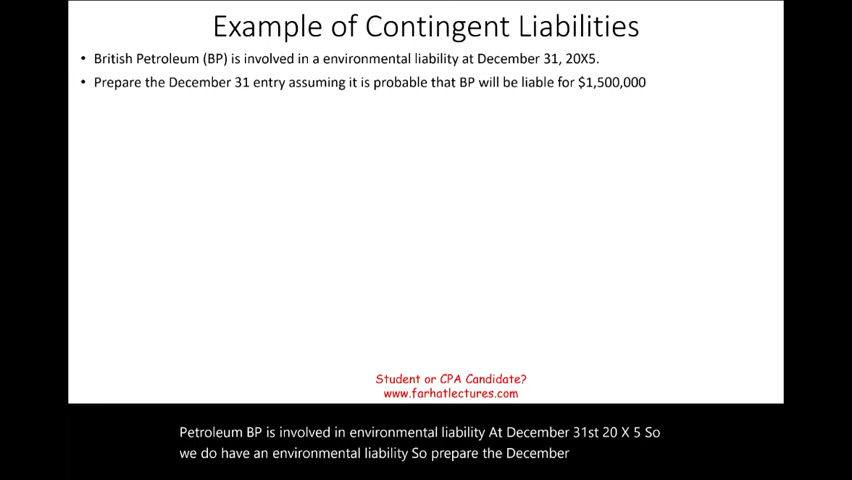 Example of Contingent Liabilities
• British Petroleum (BP) is involved in a environmental liability at December 31, 20X5.
• Prepare the December 31 entry assuming it is probable that BP will be liable for $1,500,000
Student or CPA Candidate?
www.farhatlectures.com
Petroleum BP is involved in environmental liability At December 31st 20 X 5 So
we do have an environmental liability So prepare the December